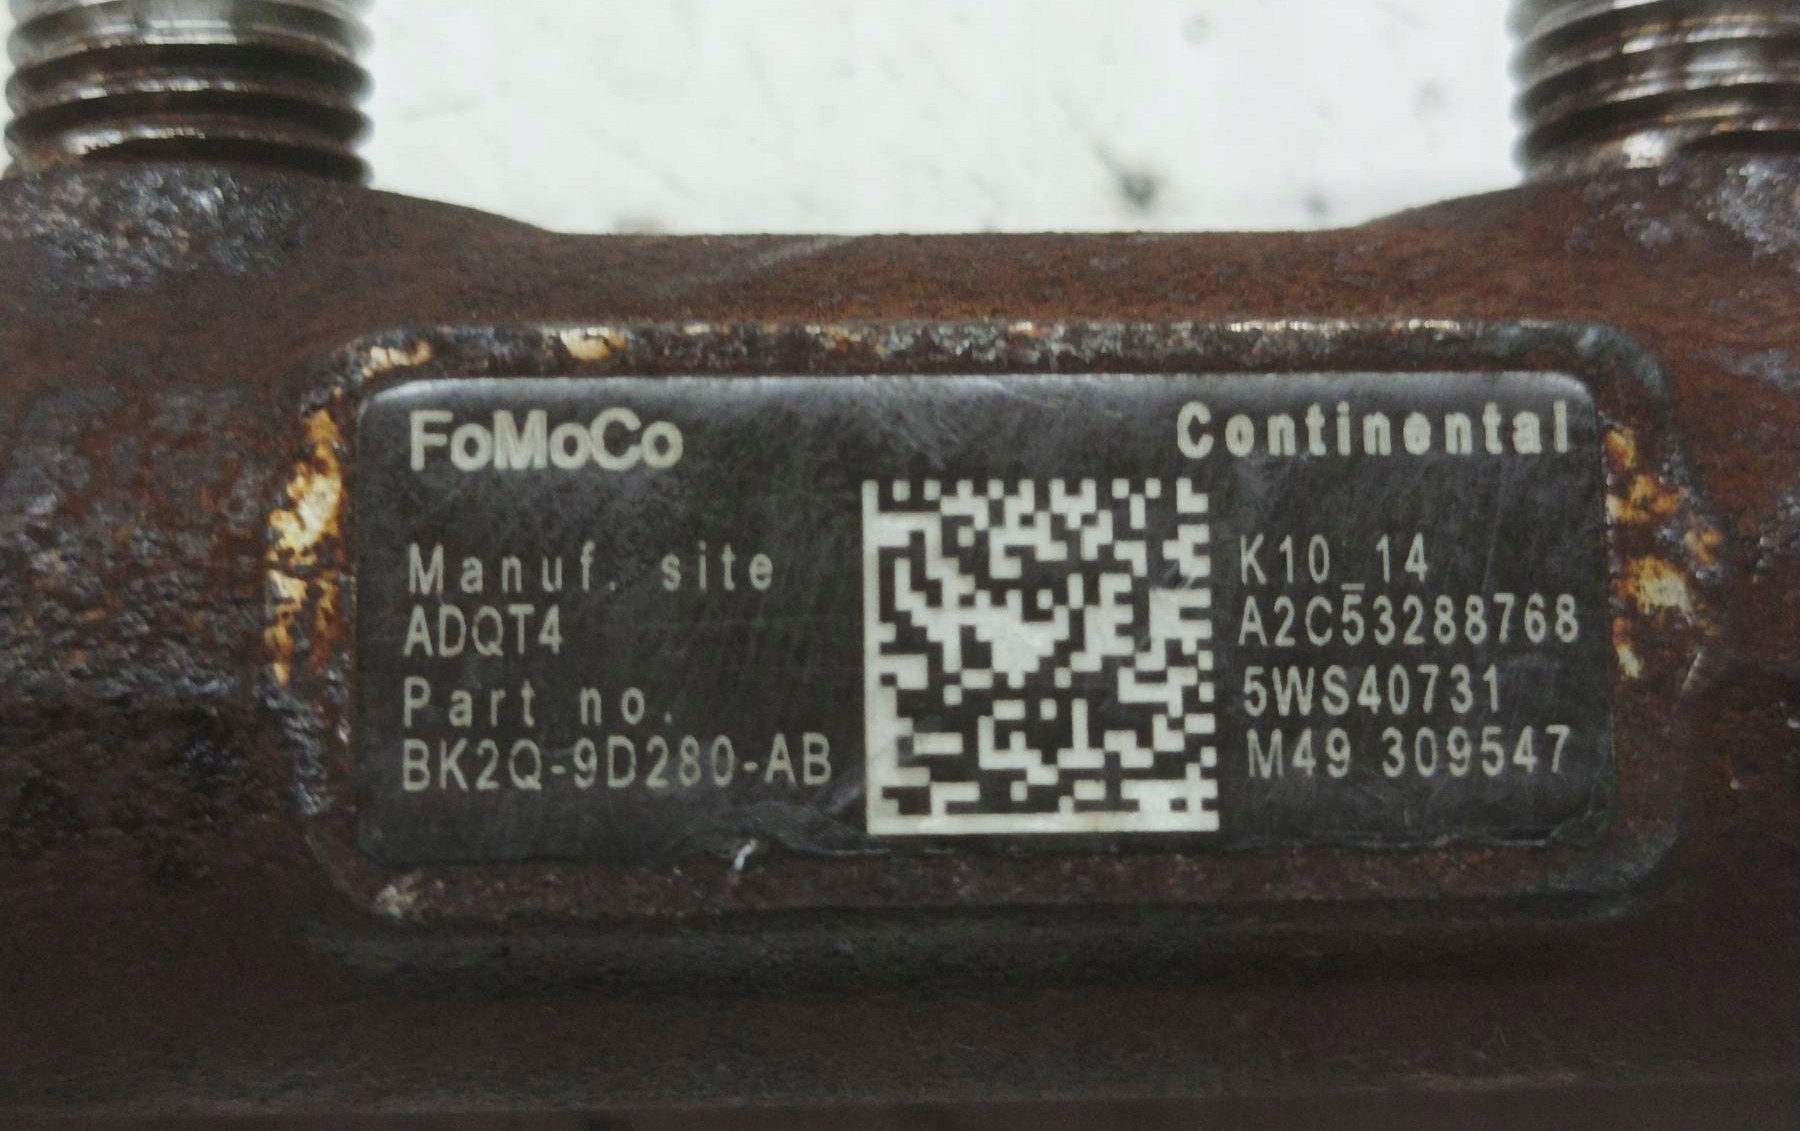 FoMoCo
Continental
Manuf. site
ADQT4
Part no.
BK2Q-9D280-AB
K10_14
A2C53288768
5WS40731
M49 309547